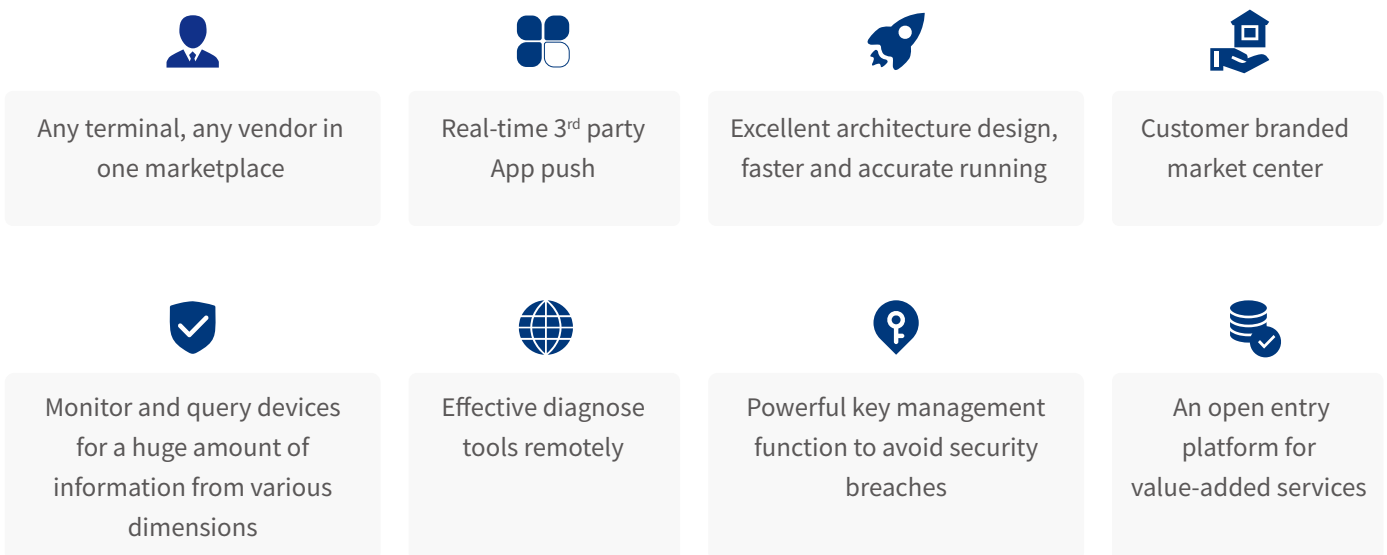 Any terminal, any vendor in
one marketplace
Real-time 3rd party
App push
Excellent architecture design,
faster and accurate running
Customer branded
market center
Monitor and query devices
for a huge amount of
information from various
dimensions
Effective diagnose
tools remotely
Powerful key management
function to avoid security
breaches
An open entry
platform for
value-added services